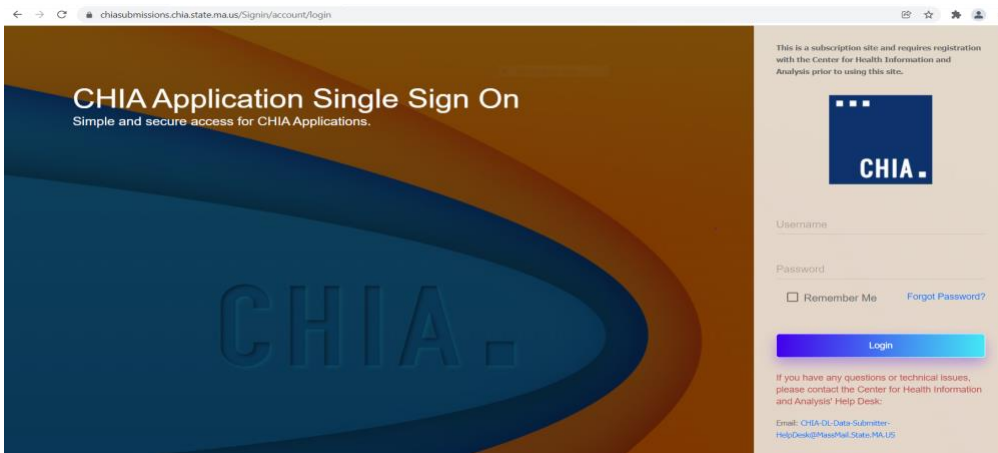 chiasubmissions.chia.state.ma.us/Signin/account/login
CHIA Application Single Sign On
Simple and secure access for CHIA Applications.
CHIA.
This is a subscription site and requires registration
with the Center for Health Information and
Analysis prior to using this site.
CHIA.
Username
Password
Remember Me
Forgot Password?
Login
If you have any questions or technical issues,
please contact the Center for Health Information
and Analysis' Help Desk:
Email: CHIA-DL-Data-Submitter-
HelpDesk@MassMail.State.MA.US